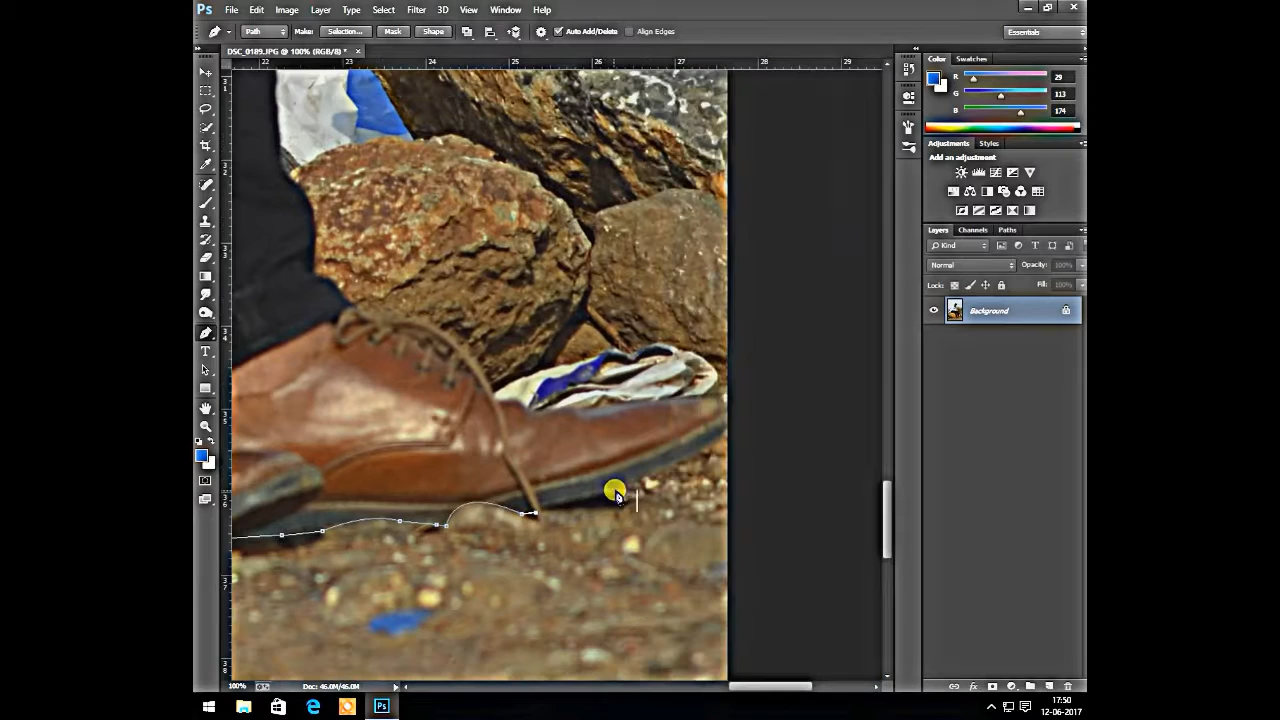 Ps File Edit Image Layer Type Select Filter 3D View Window Help
Path Make: Selection... Mask Shape Auto Add/Delete Align Edges Essentials
DSC_0189.JPG @ 100% (RGB/8) * ×
22 23 24 25 26 27 28 29
Color Swatches
R 29
G 113
B 174
Adjustments Styles
Add an adjustment
Layers Channels Paths
Kind
Normal Opacity: 100%
Lock: Fill: 100%
Background
100% Doc: 46.0M/46.0M
17:50
12-06-2017